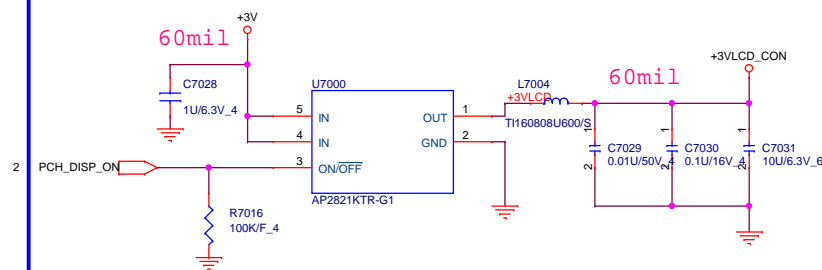 +3V
60mil
C7028
1U/6.3V_4
U7000
5 IN
4 IN
3 ON/OFF
OUT 1
GND 2
AP2821KTR-G1
2
PCH_DISP_ON
R7016
100K/F_4
L7004
+3VLCD
TI160808U600/S
60mil
+3VLCD_CON
1 2 C7029
0.01U/50V_4
1 2 C7030
0.1U/16V_4
1 2 C7031
10U/6.3V_6